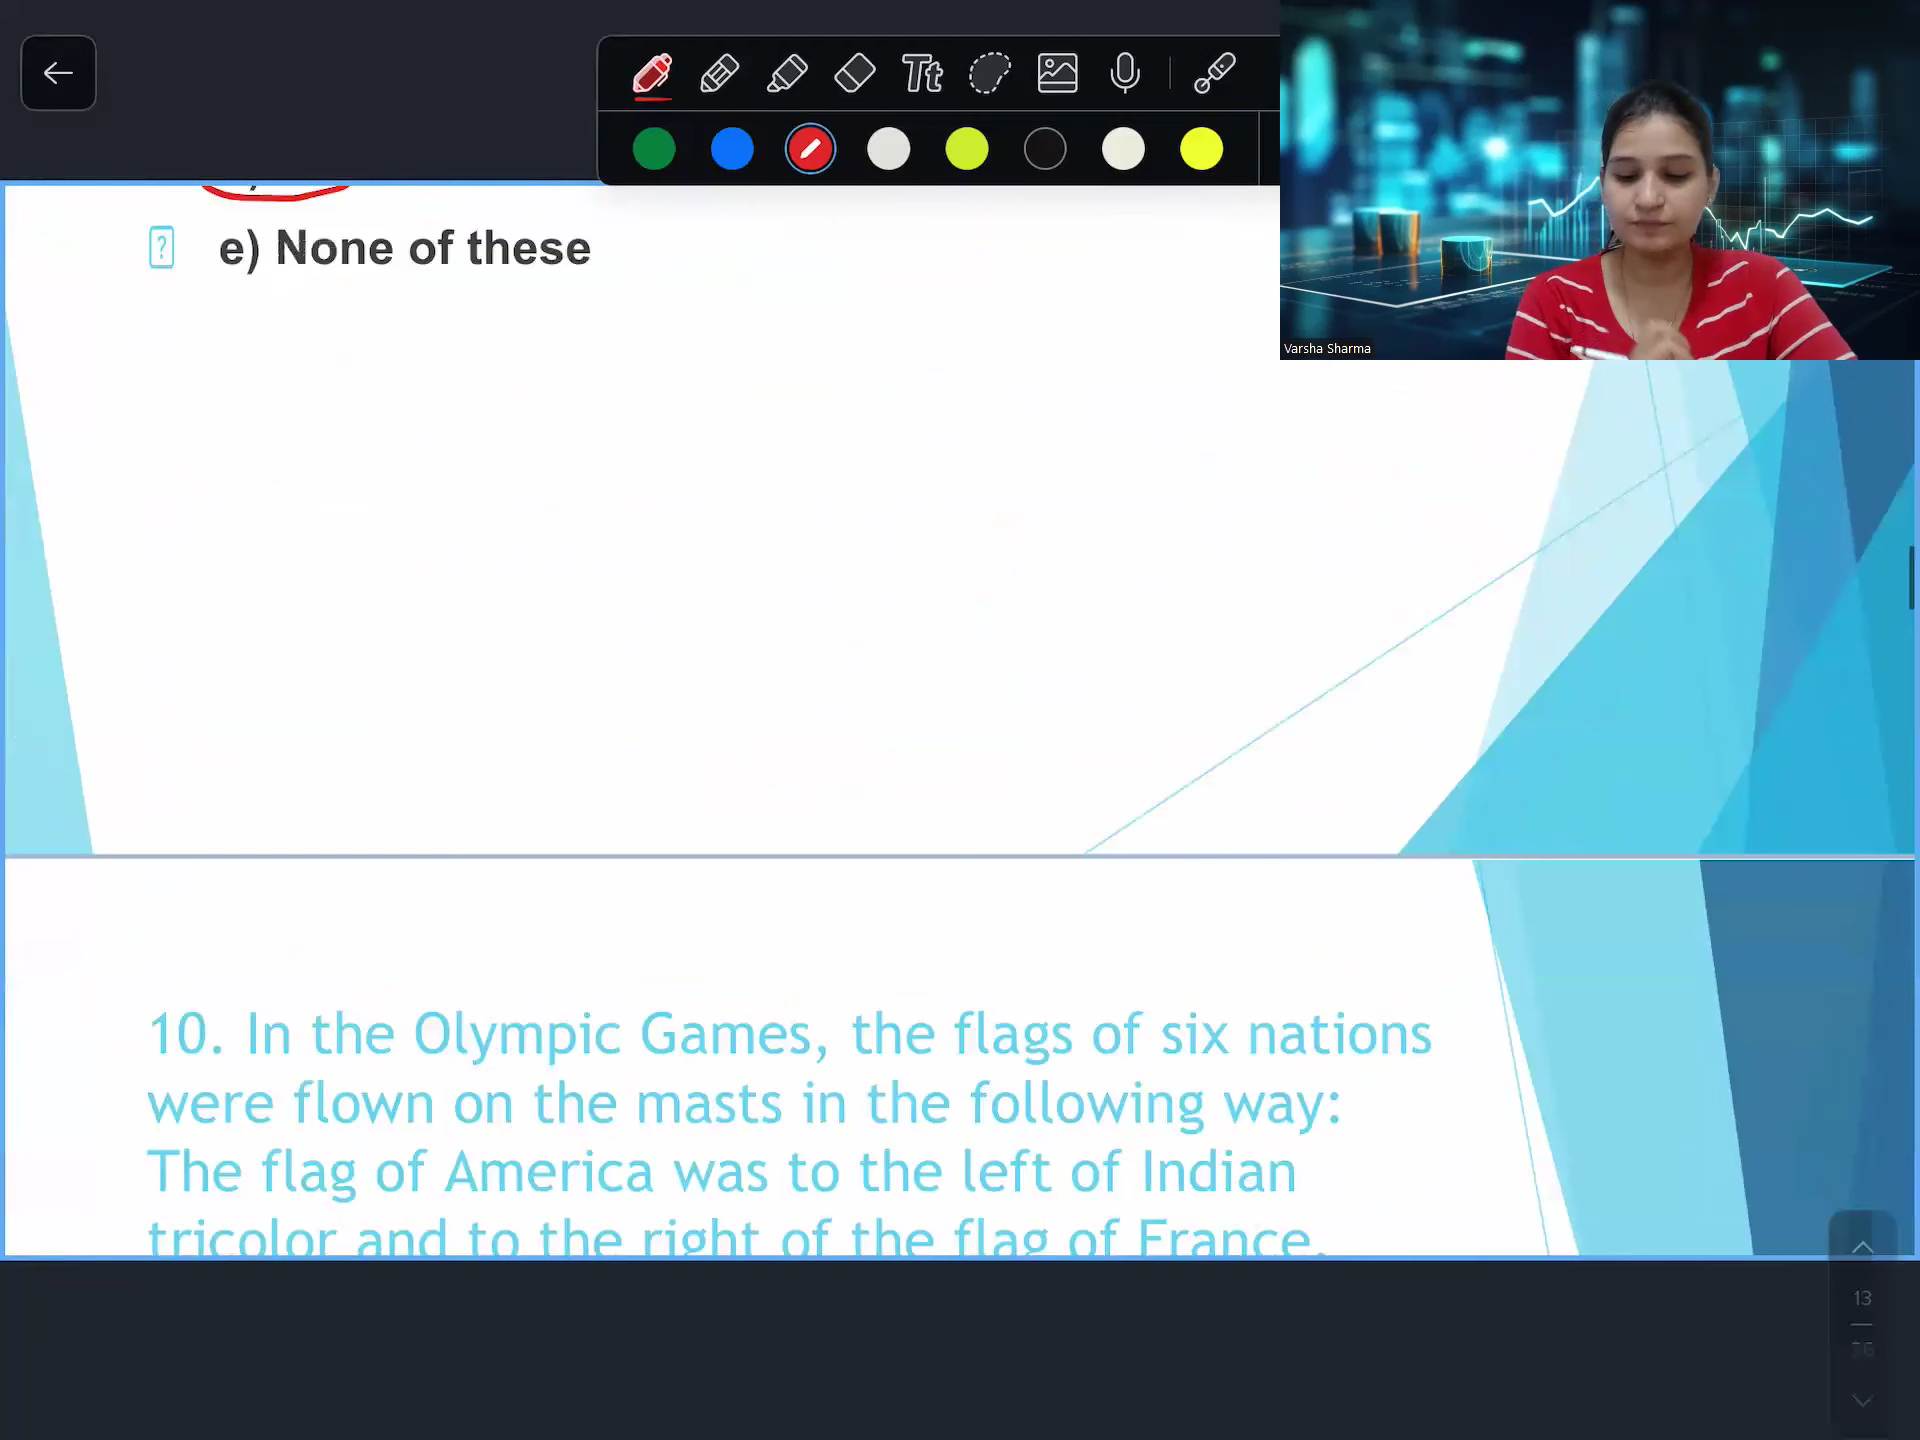 Tt
Varsha Sharma
e) None of these
10. In the Olympic Games, the flags of six nations
were flown on the masts in the following way:
The flag of America was to the left of Indian
tricolor and to the right of the flag of France.
13